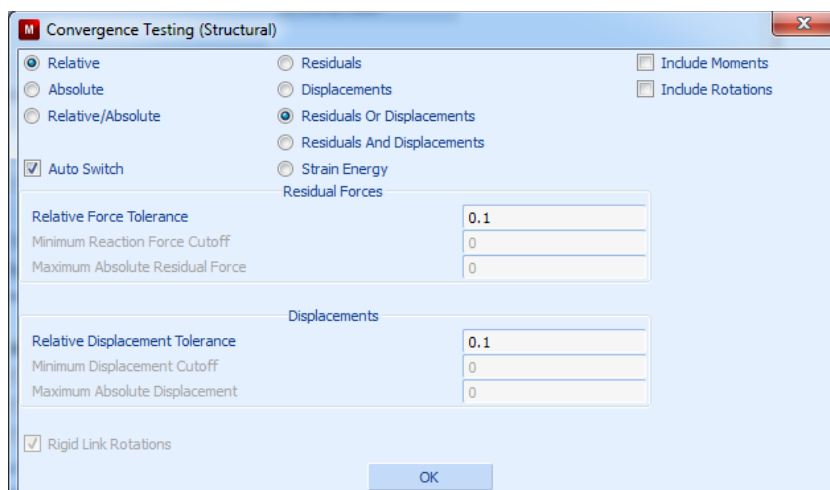 M Convergence Testing (Structural)
Relative Residuals Include Moments
Absolute Displacements Include Rotations
Relative/Absolute Residuals Or Displacements
Residuals And Displacements
Auto Switch Strain Energy
Residual Forces
Relative Force Tolerance 0.1
Minimum Reaction Force Cutoff 0
Maximum Absolute Residual Force 0
Displacements
Relative Displacement Tolerance 0.1
Minimum Displacement Cutoff 0
Maximum Absolute Displacement 0
Rigid Link Rotations
OK